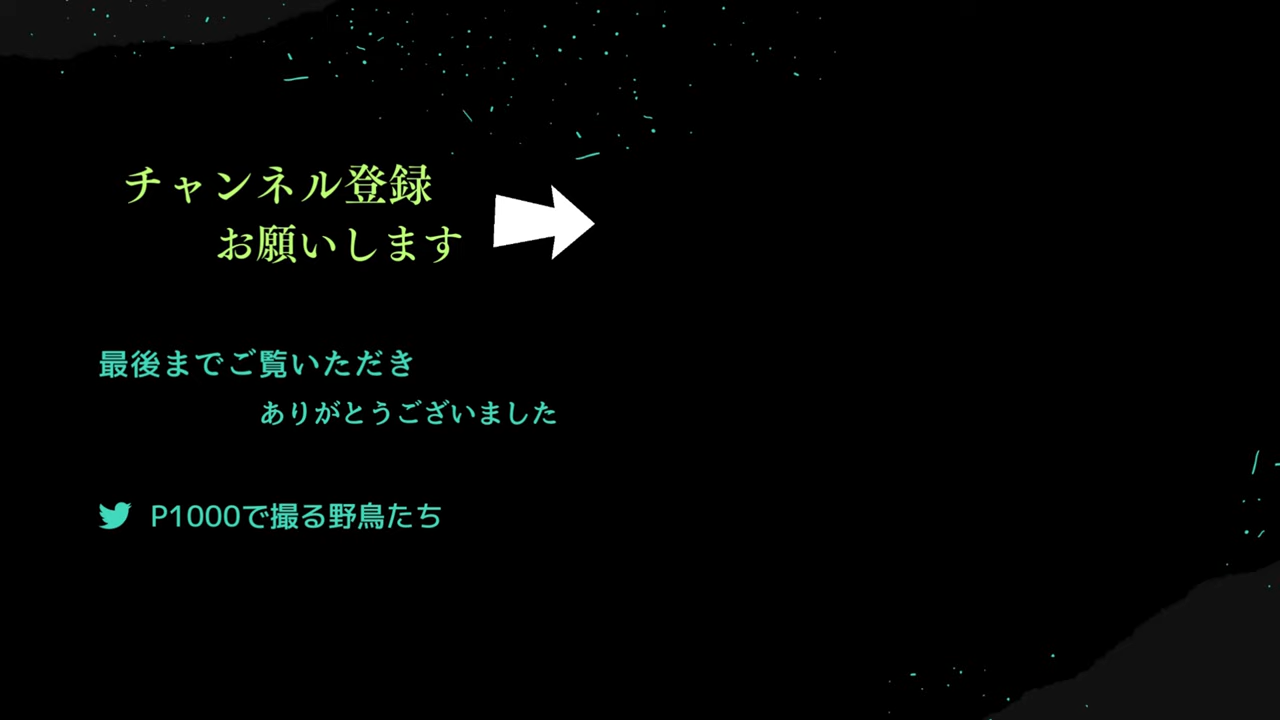 チャンネル登録
お願いします
最後までご覧いただき
ありがとうございました
P1000で撮る野鳥たち